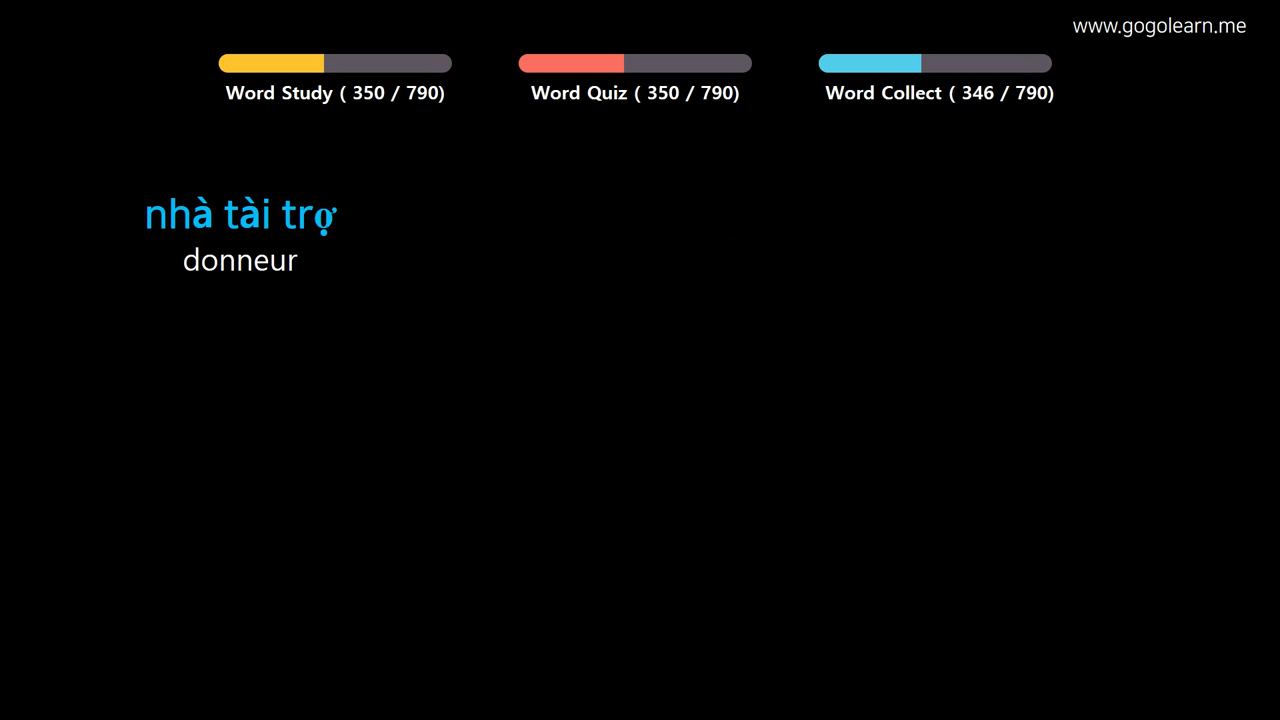 www.gogolearn.me
Word Study ( 350 / 790)
Word Quiz ( 350 / 790)
Word Collect ( 346 / 790)
nhà tài trợ
donneur